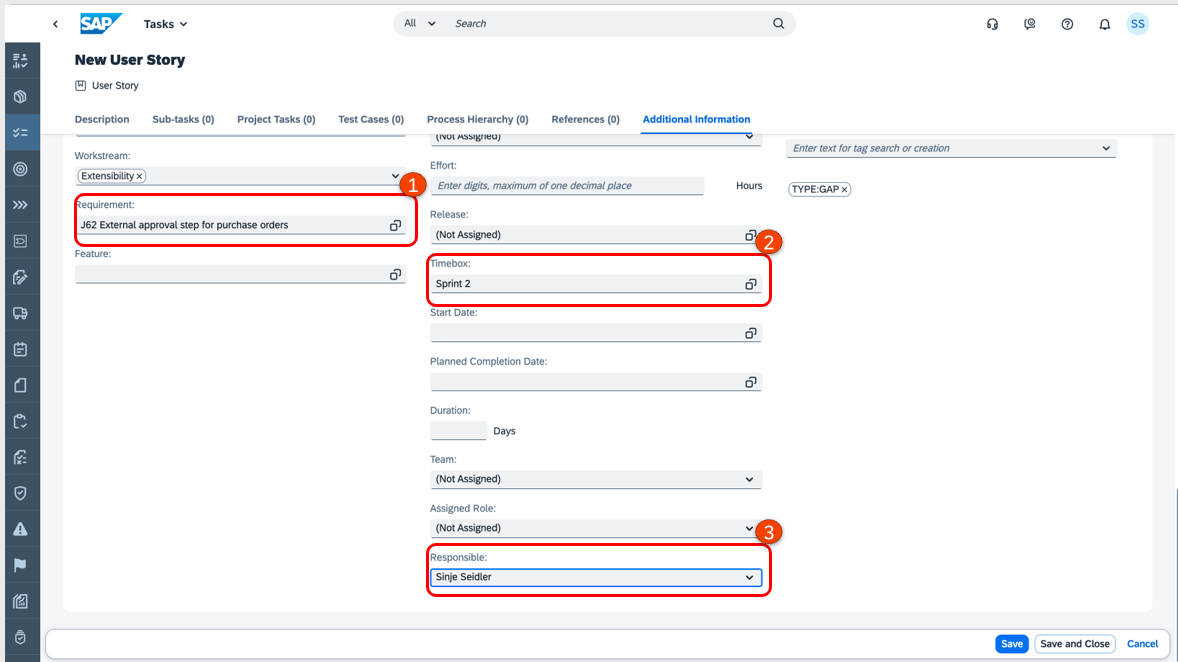 SAP Tasks All Search SS
New User Story
User Story
Description Sub-tasks (0) Project Tasks (0) Test Cases (0) Process Hierarchy (0) References (0) Additional Information
Workstream:
Extensibility
1
Requirement:
J62 External approval step for purchase orders
Feature:
(Not Assigned)
Effort:
Enter digits, maximum of one decimal place Hours
Release:
(Not Assigned)
2
Timebox:
Sprint 2
Start Date:
Planned Completion Date:
Duration:
Days
Team:
(Not Assigned)
Assigned Role:
(Not Assigned)
3
Responsible:
Sinje Seidler
Enter text for tag search or creation
TYPE:GAP
Save Save and Close Cancel